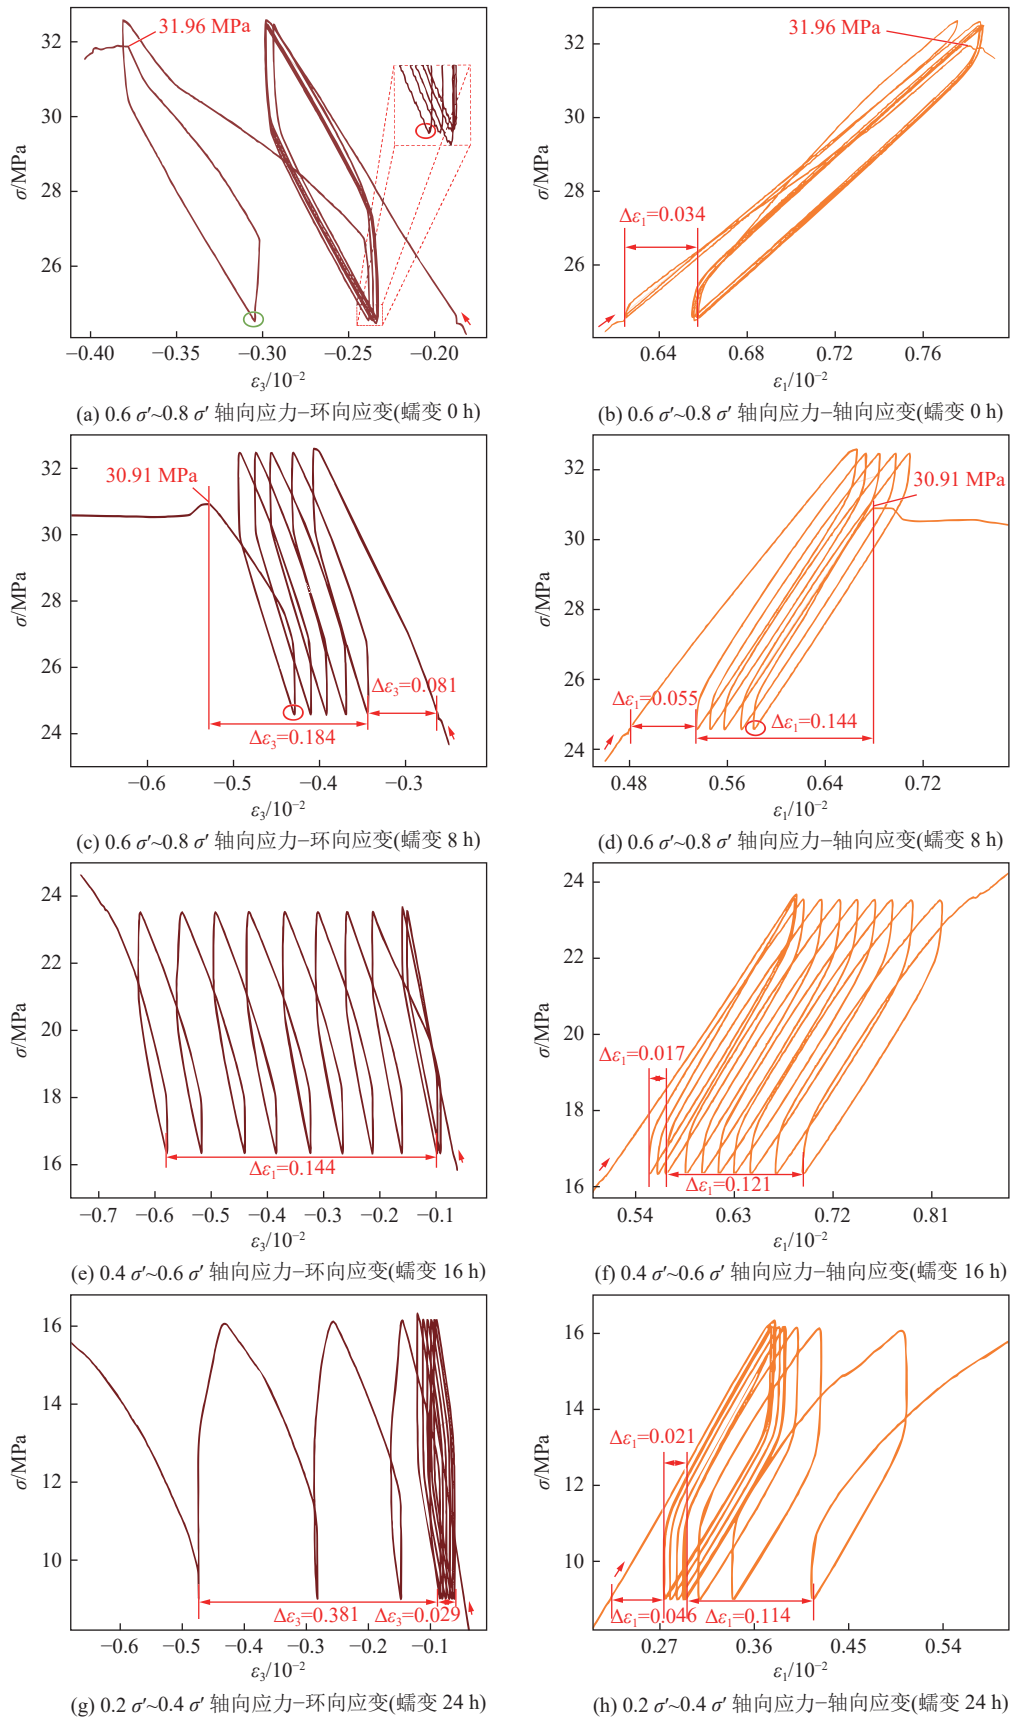 31.96 MPa
32
30
28
26
σ/MPa
−0.40
−0.35
−0.30
−0.25
−0.20
ε3/10−2
(a) 0.6 σ′~0.8 σ′ 轴向应力−环向应变(蠕变 0 h)
31.96 MPa
Δε1=0.034
32
30
28
26
σ/MPa
0.64
0.68
0.72
0.76
ε1/10−2
(b) 0.6 σ′~0.8 σ′ 轴向应力−轴向应变(蠕变 0 h)
30.91 MPa
Δε3=0.081
Δε3=0.184
32
30
28
26
24
σ/MPa
−0.6
−0.5
−0.4
−0.3
ε3/10−2
(c) 0.6 σ′~0.8 σ′ 轴向应力−环向应变(蠕变 8 h)
30.91 MPa
Δε1=0.055
Δε1=0.144
32
30
28
26
24
σ/MPa
0.48
0.56
0.64
0.72
ε1/10−2
(d) 0.6 σ′~0.8 σ′ 轴向应力−轴向应变(蠕变 8 h)
Δε1=0.144
24
22
20
18
16
σ/MPa
−0.7
−0.6
−0.5
−0.4
−0.3
−0.2
−0.1
ε3/10−2
(e) 0.4 σ′~0.6 σ′ 轴向应力−环向应变(蠕变 16 h)
Δε1=0.017
Δε1=0.121
24
22
20
18
16
σ/MPa
0.54
0.63
0.72
0.81
ε1/10−2
(f) 0.4 σ′~0.6 σ′ 轴向应力−轴向应变(蠕变 16 h)
Δε3=0.381
Δε3=0.029
16
14
12
10
σ/MPa
−0.6
−0.5
−0.4
−0.3
−0.2
−0.1
ε3/10−2
(g) 0.2 σ′~0.4 σ′ 轴向应力−环向应变(蠕变 24 h)
Δε1=0.021
Δε1=0.046
Δε1=0.114
16
14
12
10
σ/MPa
0.27
0.36
0.45
0.54
ε1/10−2
(h) 0.2 σ′~0.4 σ′ 轴向应力−轴向应变(蠕变 24 h)